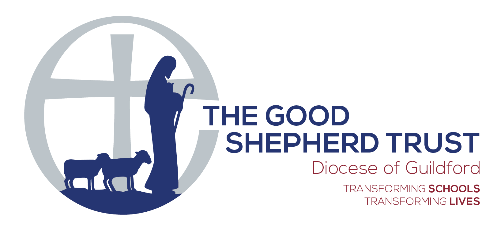 THE GOOD
SHEPHERD TRUST
Diocese of Guildford
TRANSFORMING SCHOOLS
TRANSFORMING LIVES